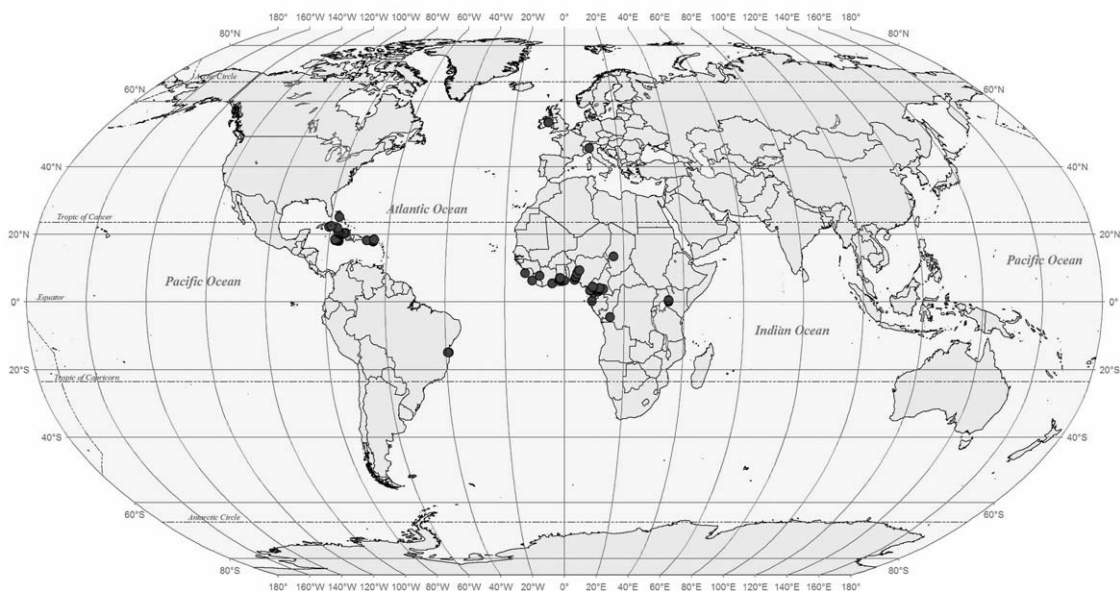 180° 160°W 140°W 120°W 100°W 80°W 60°W 40°W 20°W 0° 20°E 40°E 60°E 80°E 100°E 120°E 140°E 160°E 180°
80°N 80°N
Arctic Circle
60°N 60°N
40°N 40°N
Atlantic Ocean
Tropic of Cancer
20°N 20°N
Pacific Ocean Pacific Ocean
Equator
0° 0°
Indian Ocean
20°S 20°S
Tropic of Capricorn
40°S 40°S
60°S 60°S
Antarctic Circle
80°S 80°S
180° 160°W 140°W 120°W 100°W 80°W 60°W 40°W 20°W 0° 20°E 40°E 60°E 80°E 100°E 120°E 140°E 160°E 180°